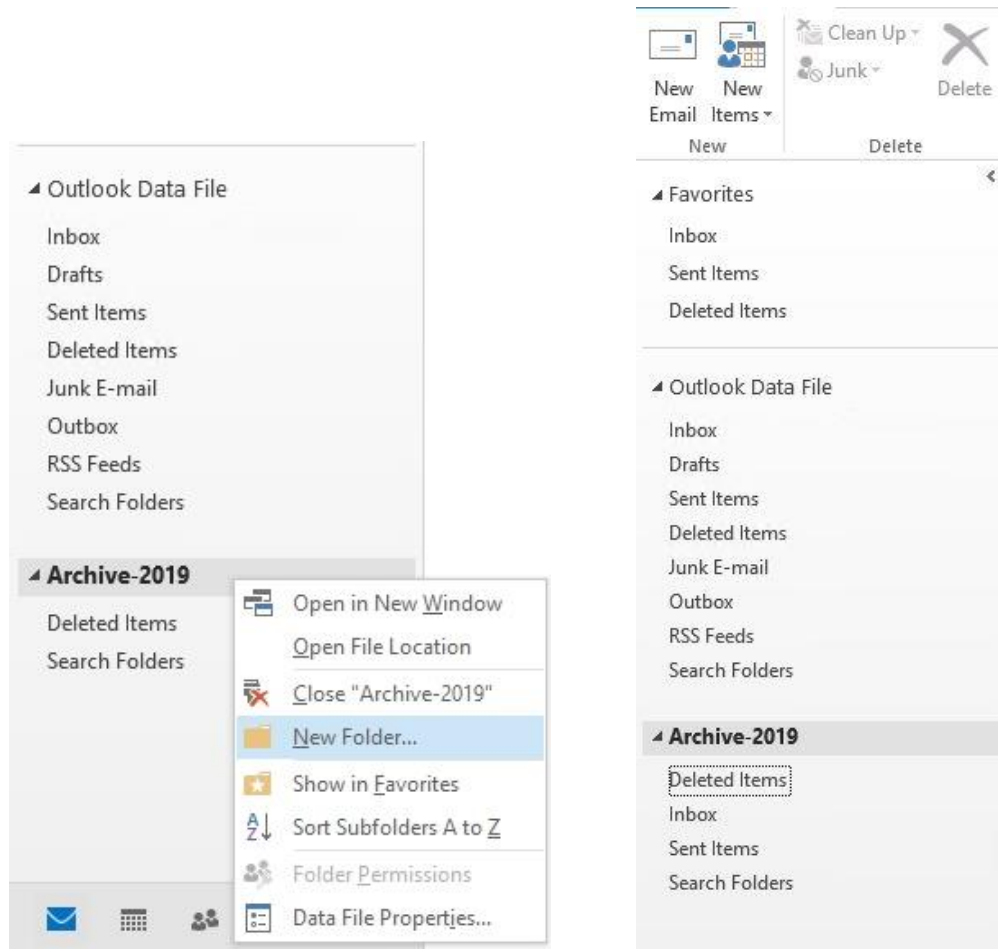 Outlook Data File
Inbox
Drafts
Sent Items
Deleted Items
Junk E-mail
Outbox
RSS Feeds
Search Folders
Archive-2019
Deleted Items
Search Folders
Open in New Window
Open File Location
Close "Archive-2019"
New Folder...
Show in Favorites
Sort Subfolders A to Z
Folder Permissions
Data File Properties...
New Email
New Items
Clean Up
Junk
Delete
New
Delete
Favorites
Inbox
Sent Items
Deleted Items
Outlook Data File
Inbox
Drafts
Sent Items
Deleted Items
Junk E-mail
Outbox
RSS Feeds
Search Folders
Archive-2019
Deleted Items
Inbox
Sent Items
Search Folders